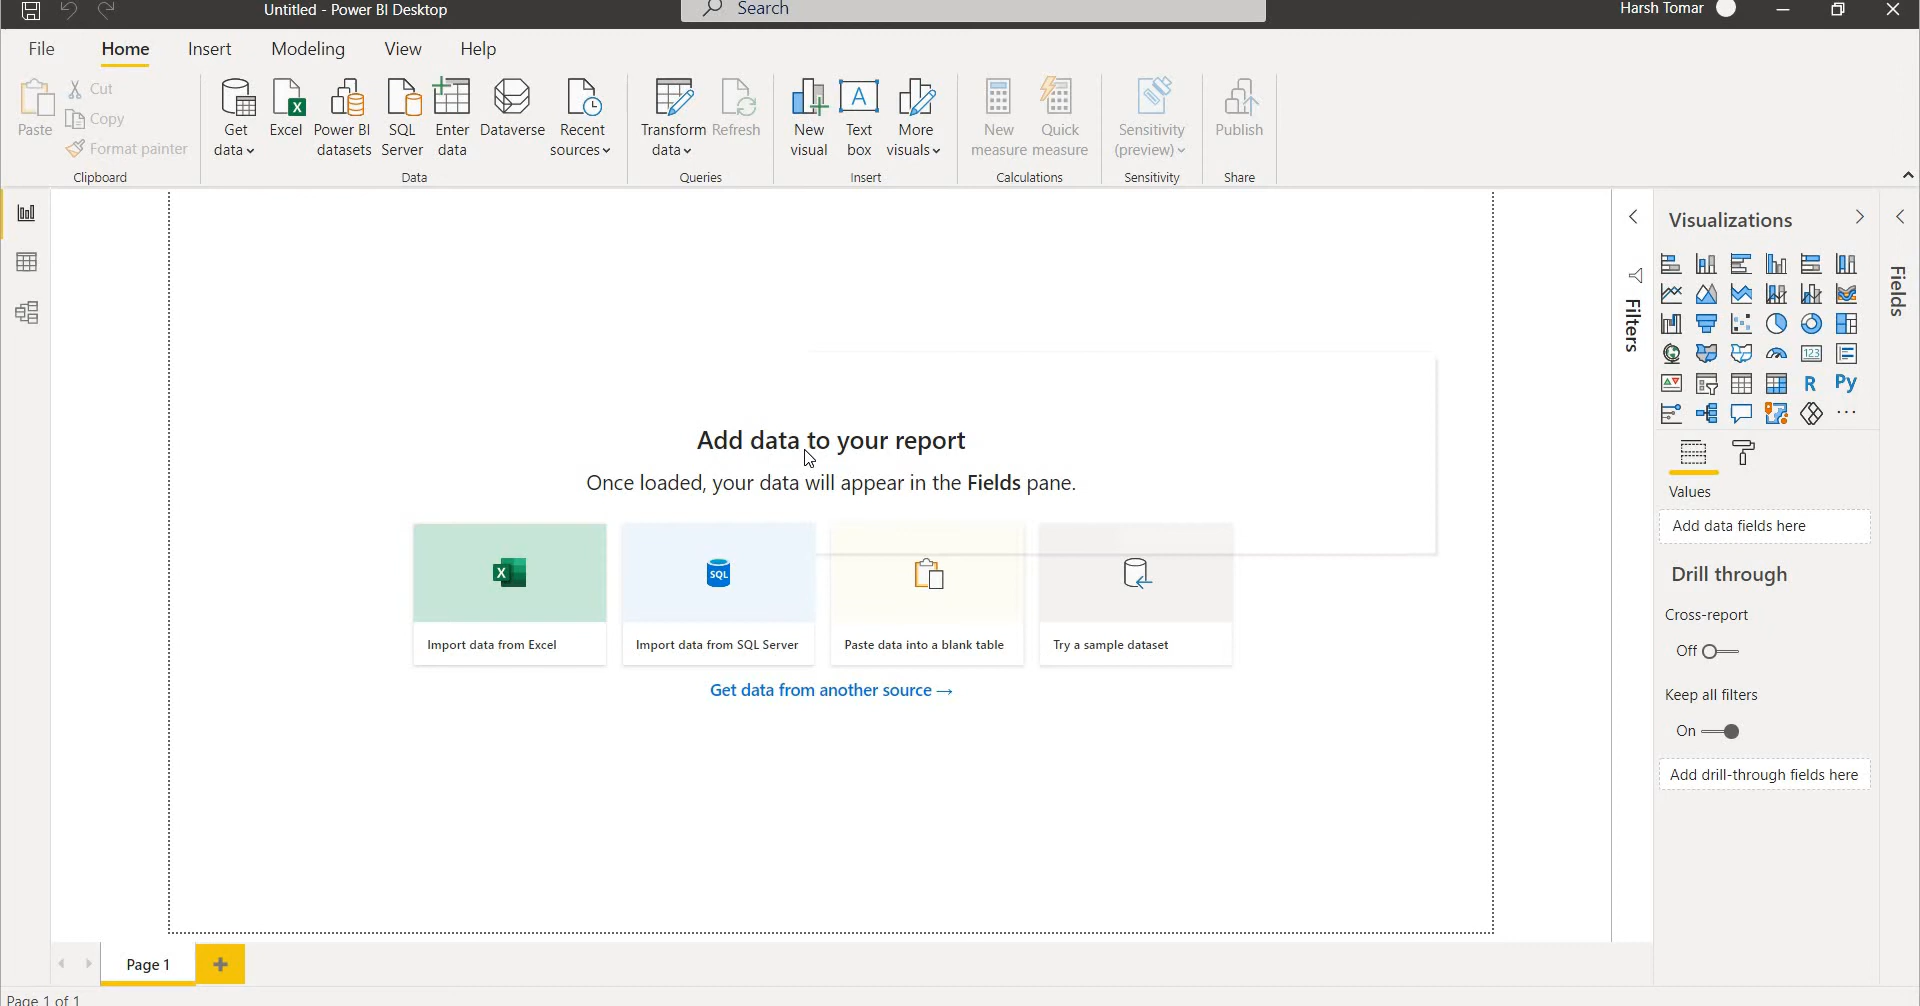 Untitled - Power BI Desktop
Search
Harsh Tomar
File
Home
Insert
Modeling
View
Help
Paste
Cut
Copy
Format painter
Clipboard
Get
data
Excel
Power BI
datasets
SQL
Server
Enter
data
Dataverse
Recent
sources
Data
Transform
data
Refresh
Queries
New
visual
A
Text
box
More
visuals
Insert
New
measure
Quick
measure
Calculations
Sensitivity
(preview)
Sensitivity
Publish
Share
Add data to your report
Once loaded, your data will appear in the Fields pane.
X
SQL
Import data from Excel
Import data from SQL Server
Paste data into a blank table
Try a sample dataset
Get data from another source →
Filters
Visualizations
123
R
Py
...
Values
Add data fields here
Drill through
Cross-report
Off
Keep all filters
On
Add drill-through fields here
Fields
Page 1
+
Page 1 of 1